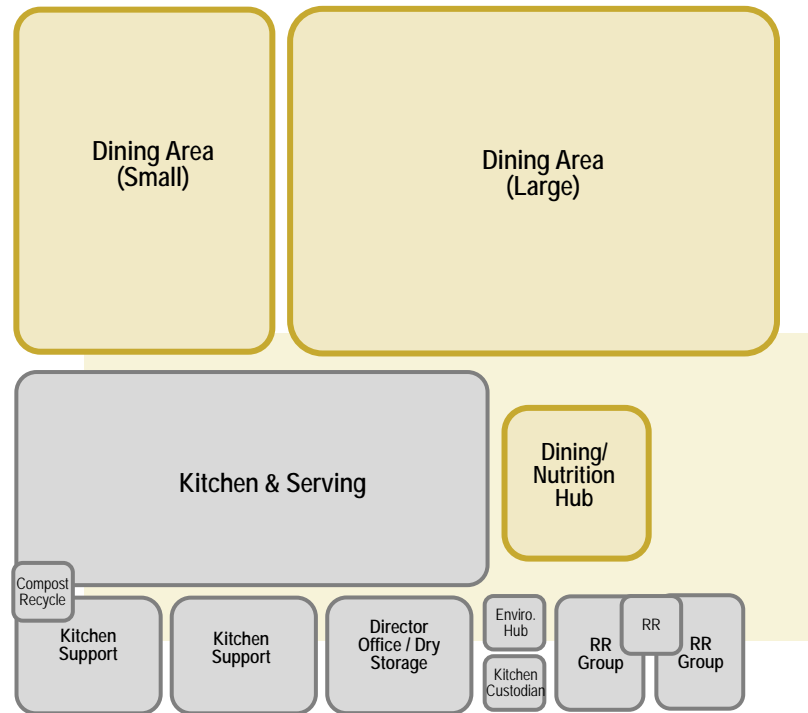 Dining Area
(Small)
Dining Area
(Large)
Kitchen & Serving
Dining/
Nutrition
Hub
Compost
Recycle
Kitchen
Support
Kitchen
Support
Director
Office / Dry
Storage
Enviro.
Hub
Kitchen
Custodian
RR
Group
RR
RR
Group